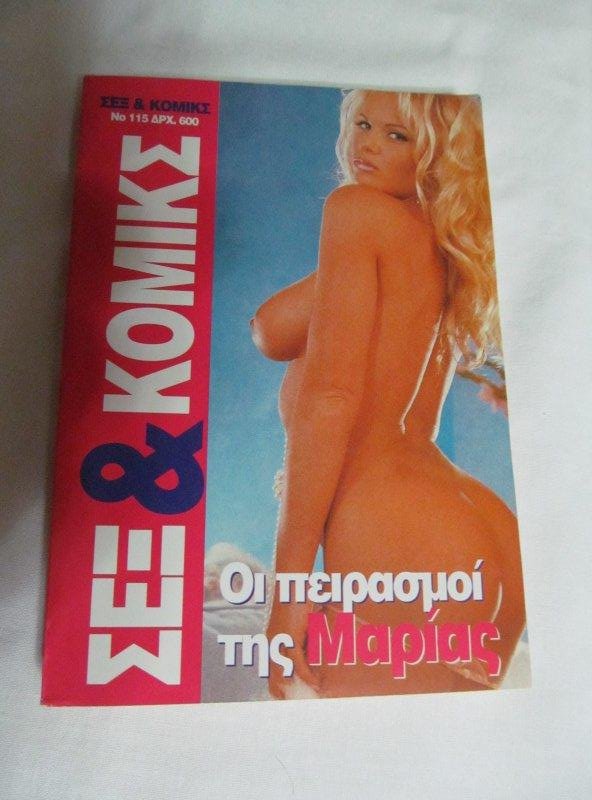 ΣΕΞ & ΚΟΜΙΚΣ
Νο 115 ΔΡΧ. 600
ΣΕΞ & ΚΟΜΙΚΣ
Οι πειρασμοί
της Μαρίας